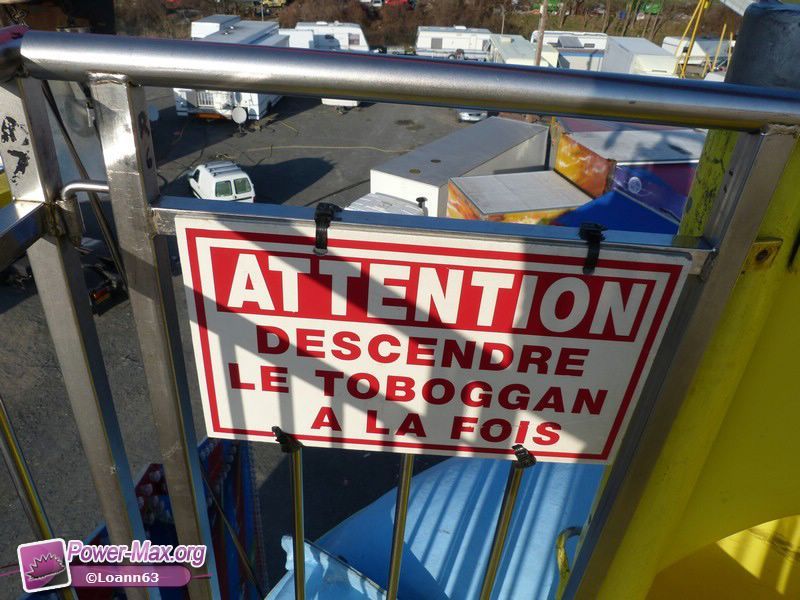 ATTENTION
DESCENDRE
LE TOBOGGAN
A LA FOIS
Power-Max.org
©Loann63